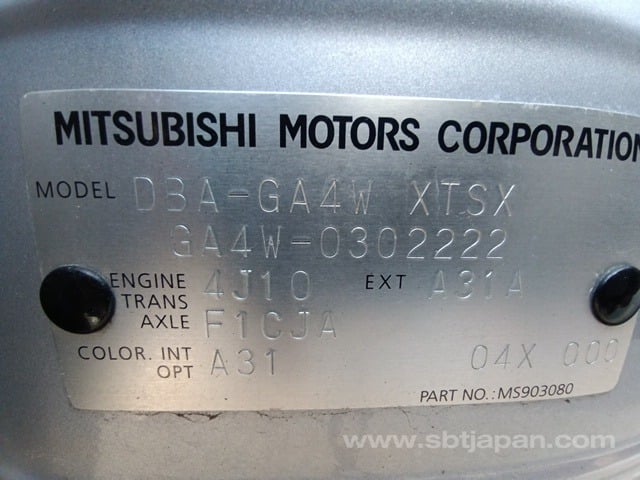 MITSUBISHI MOTORS CORPORATION
MODEL DBA-GA4W XTSX
GA4W-0302222
ENGINE 4J10 EXT A31A
TRANS
AXLE F1CJA
COLOR. INT
OPT A31 04X 000
PART NO.: MS903080
www.sbtjapan.com